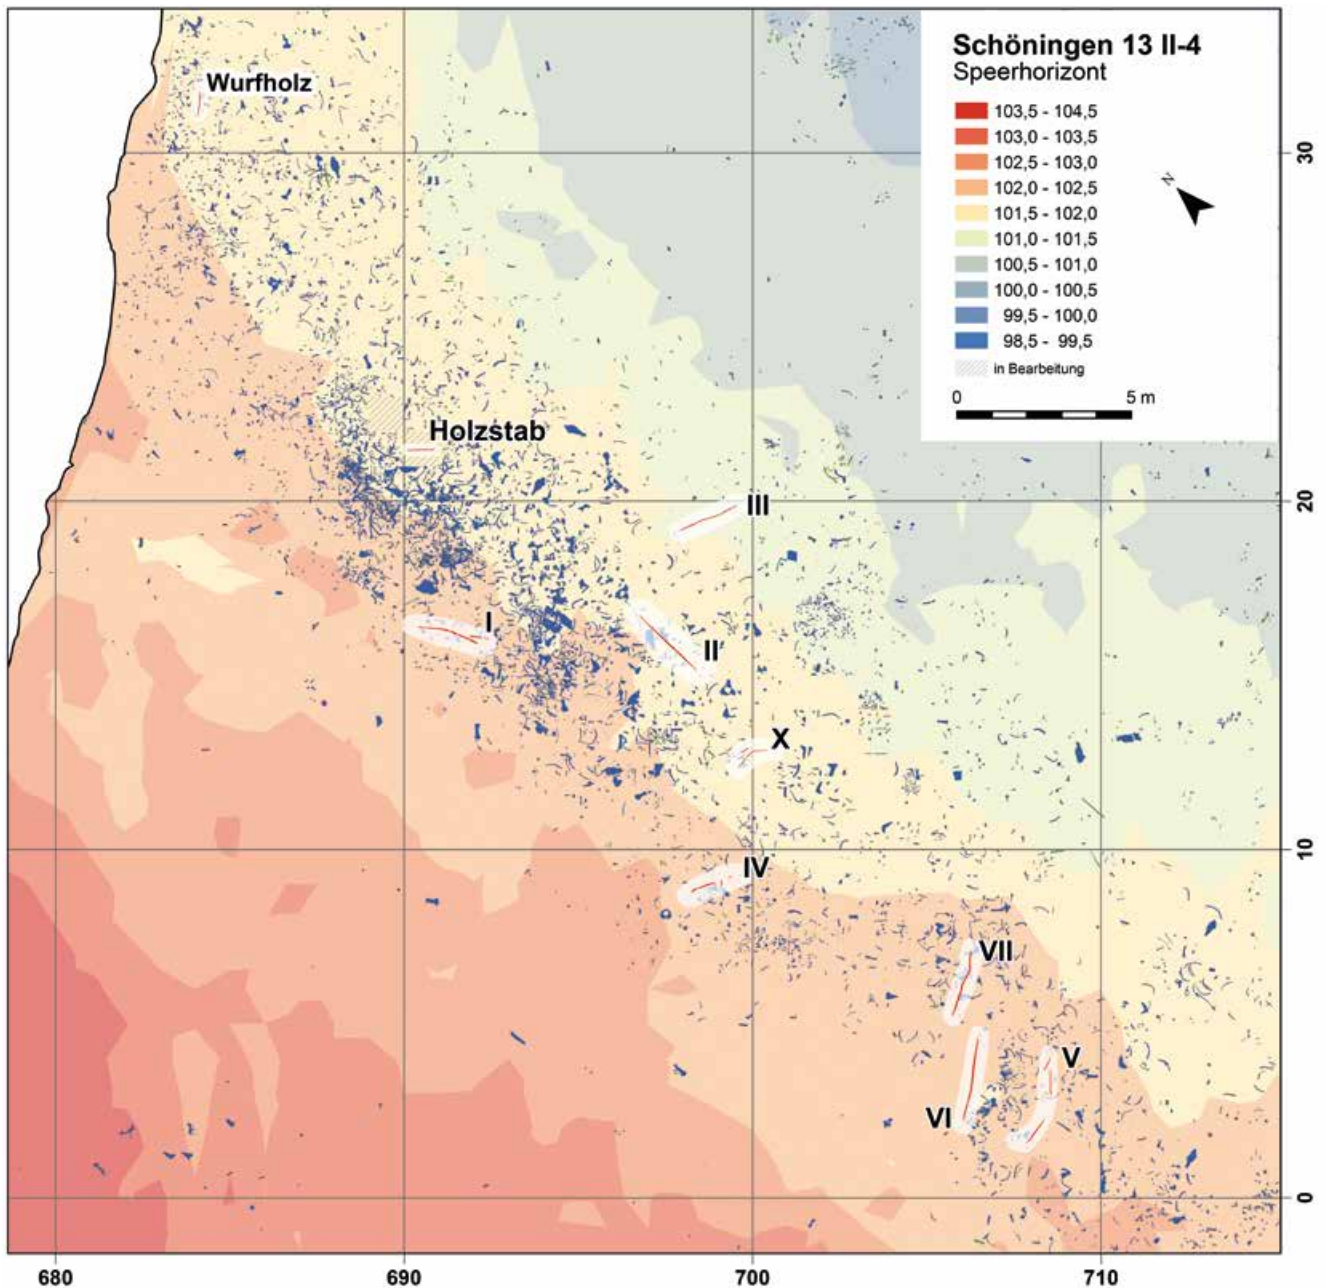 Schöningen 13 II-4
Speerhorizont
103,5 - 104,5
103,0 - 103,5
102,5 - 103,0
102,0 - 102,5
101,5 - 102,0
101,0 - 101,5
100,5 - 101,0
100,0 - 100,5
99,5 - 100,0
98,5 - 99,5
in Bearbeitung
0 5 m
N
Wurfholz
30
Holzstab
20
III
I
II
X
10
IV
VII
V
VI
0
680 690 700 710